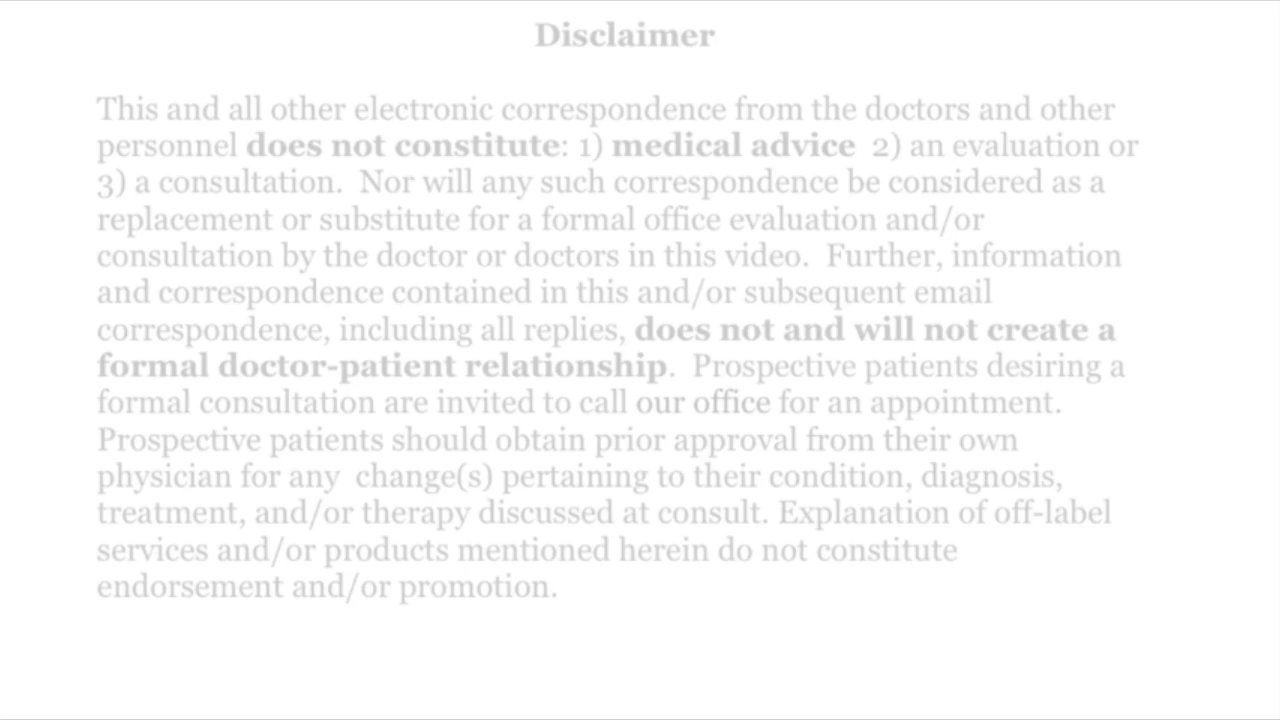 Disclaimer
This and all other electronic correspondence from the doctors and other
personnel does not constitute: 1) medical advice  2) an evaluation or
3) a consultation.  Nor will any such correspondence be considered as a
replacement or substitute for a formal office evaluation and/or
consultation by the doctor or doctors in this video.  Further, information
and correspondence contained in this and/or subsequent email
correspondence, including all replies, does not and will not create a
formal doctor-patient relationship.  Prospective patients desiring a
formal consultation are invited to call our office for an appointment.
Prospective patients should obtain prior approval from their own
physician for any  change(s) pertaining to their condition, diagnosis,
treatment, and/or therapy discussed at consult. Explanation of off-label
services and/or products mentioned herein do not constitute
endorsement and/or promotion.